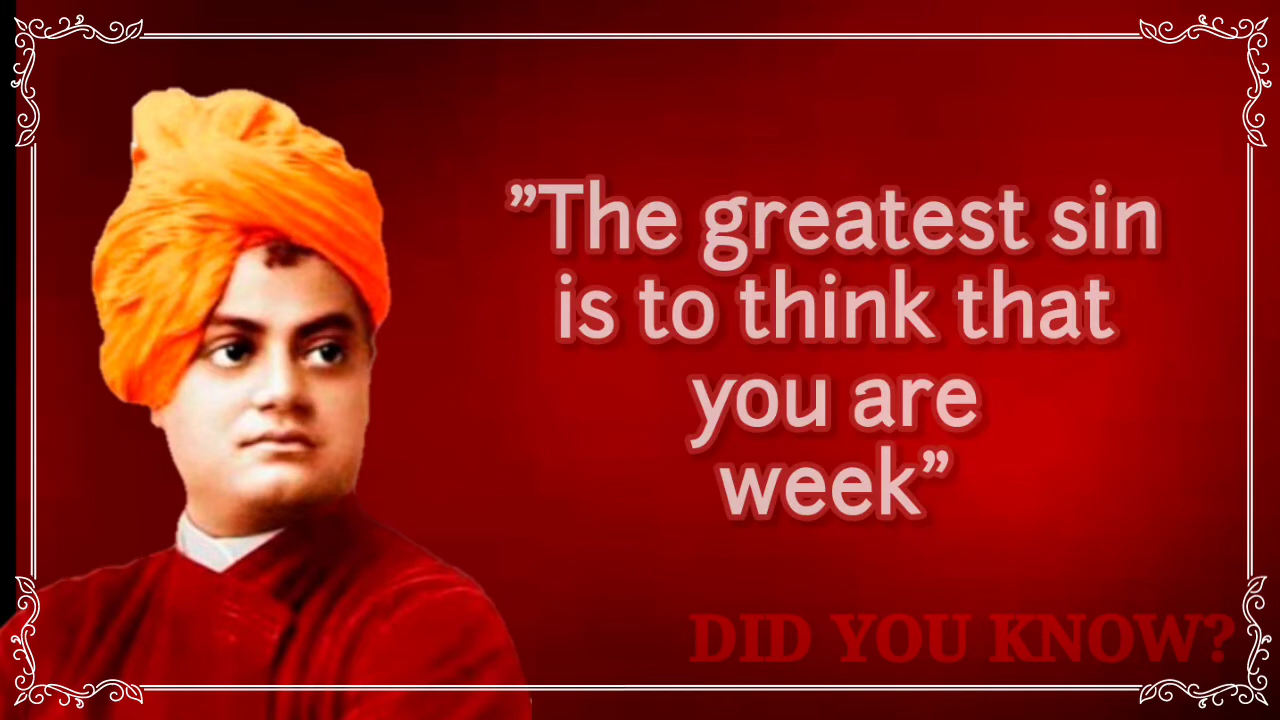 ”The greatest sin
is to think that
you are
week”
DID YOU KNOW?